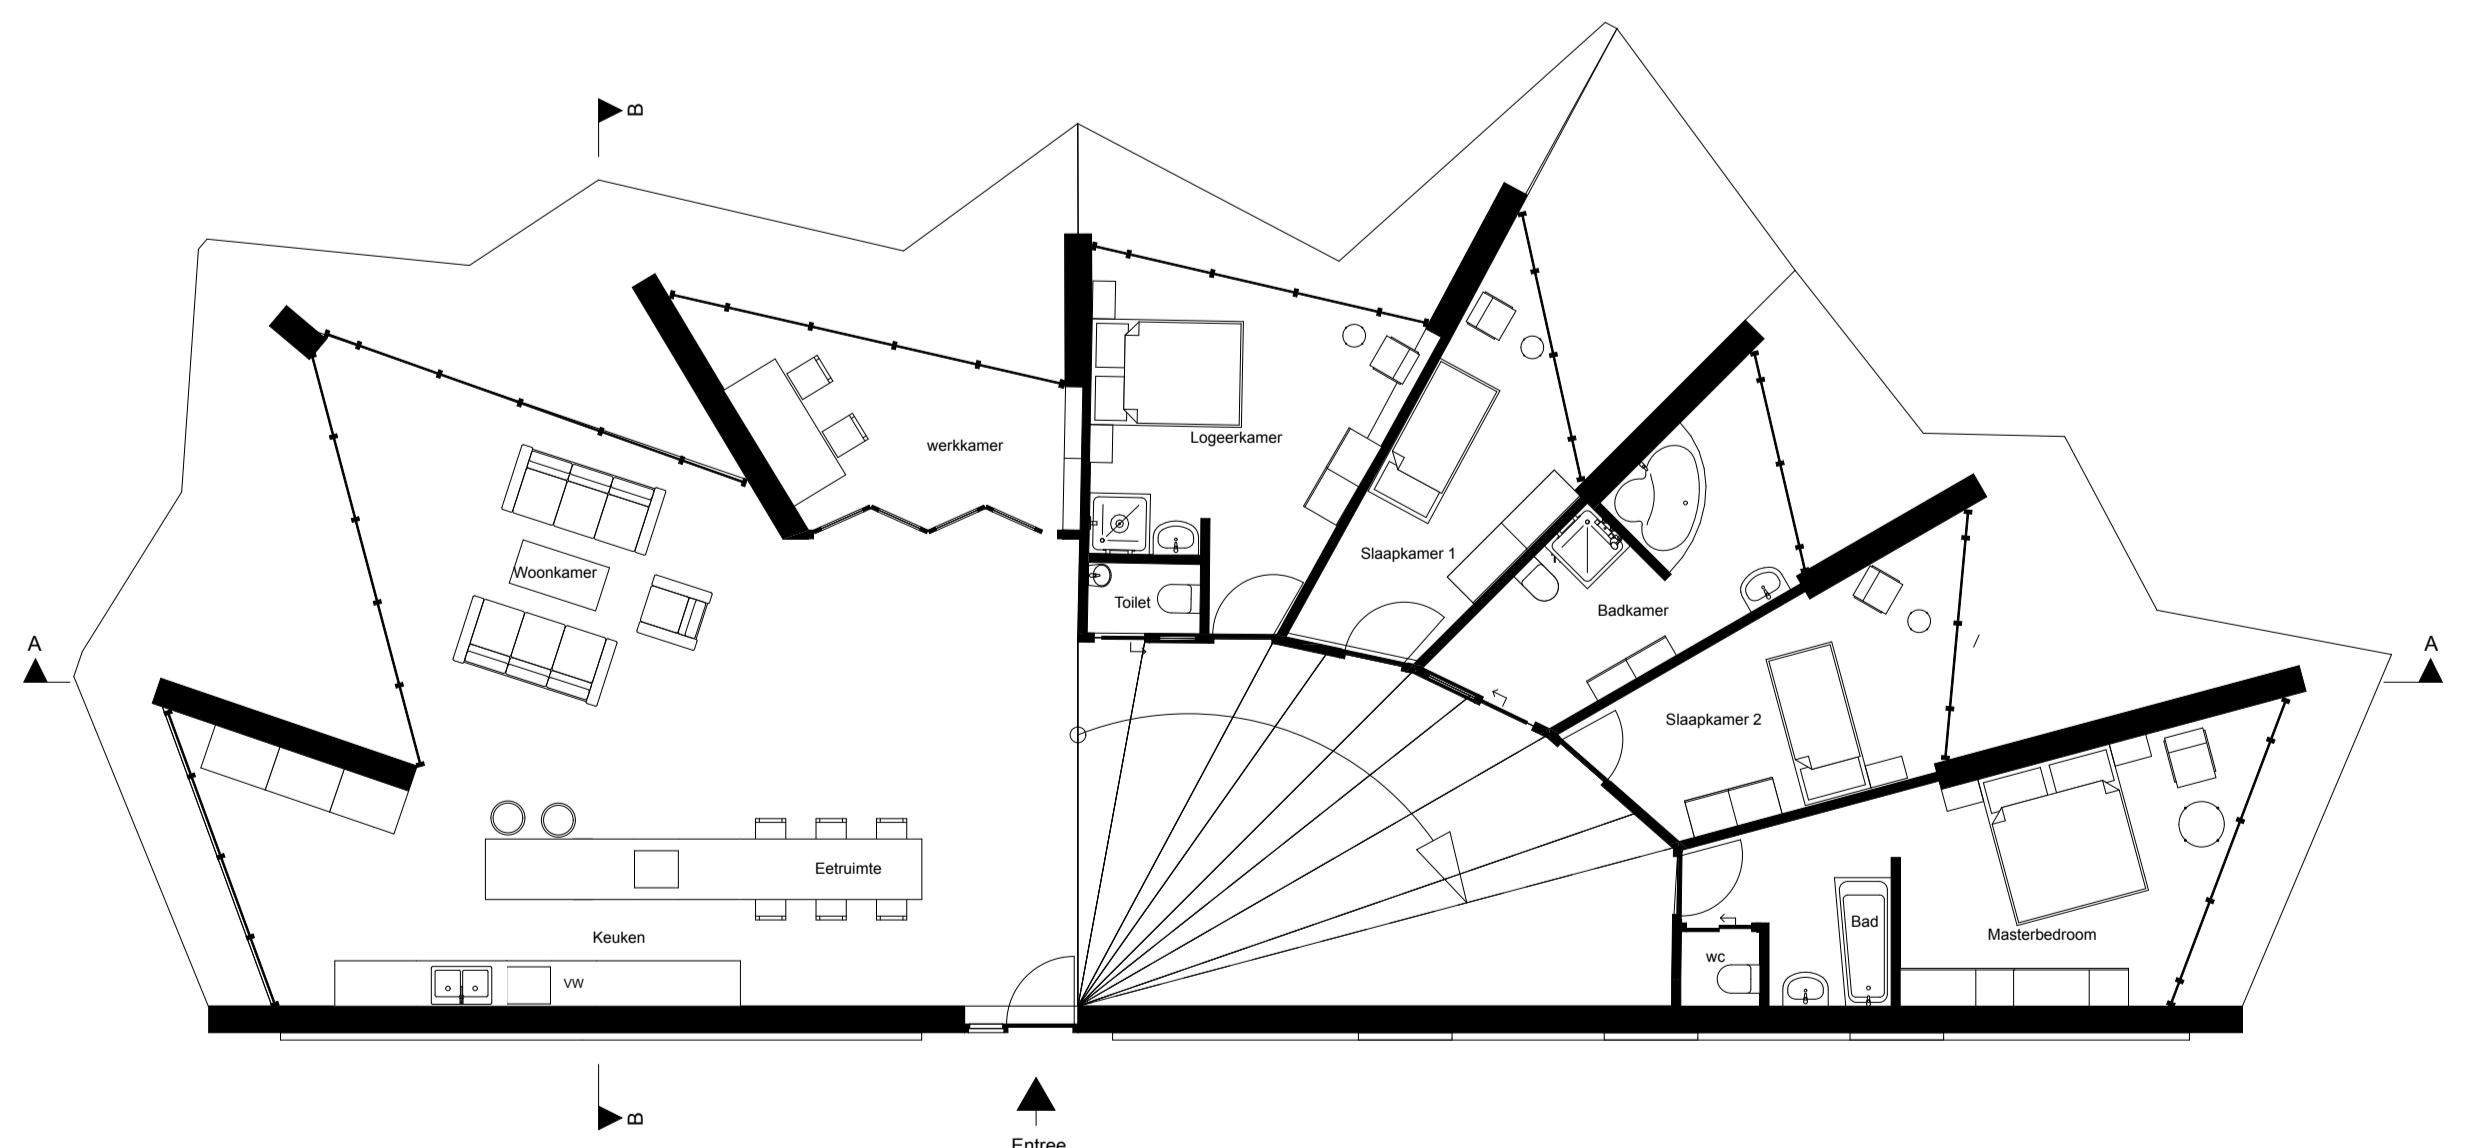 B
werkkamer
Logeerkamer
Slaapkamer 1
Woonkamer
Toilet
Badkamer
A
A
Slaapkamer 2
Eetruimte
Bad
Keuken
Masterbedroom
wc
VW
B
Entree